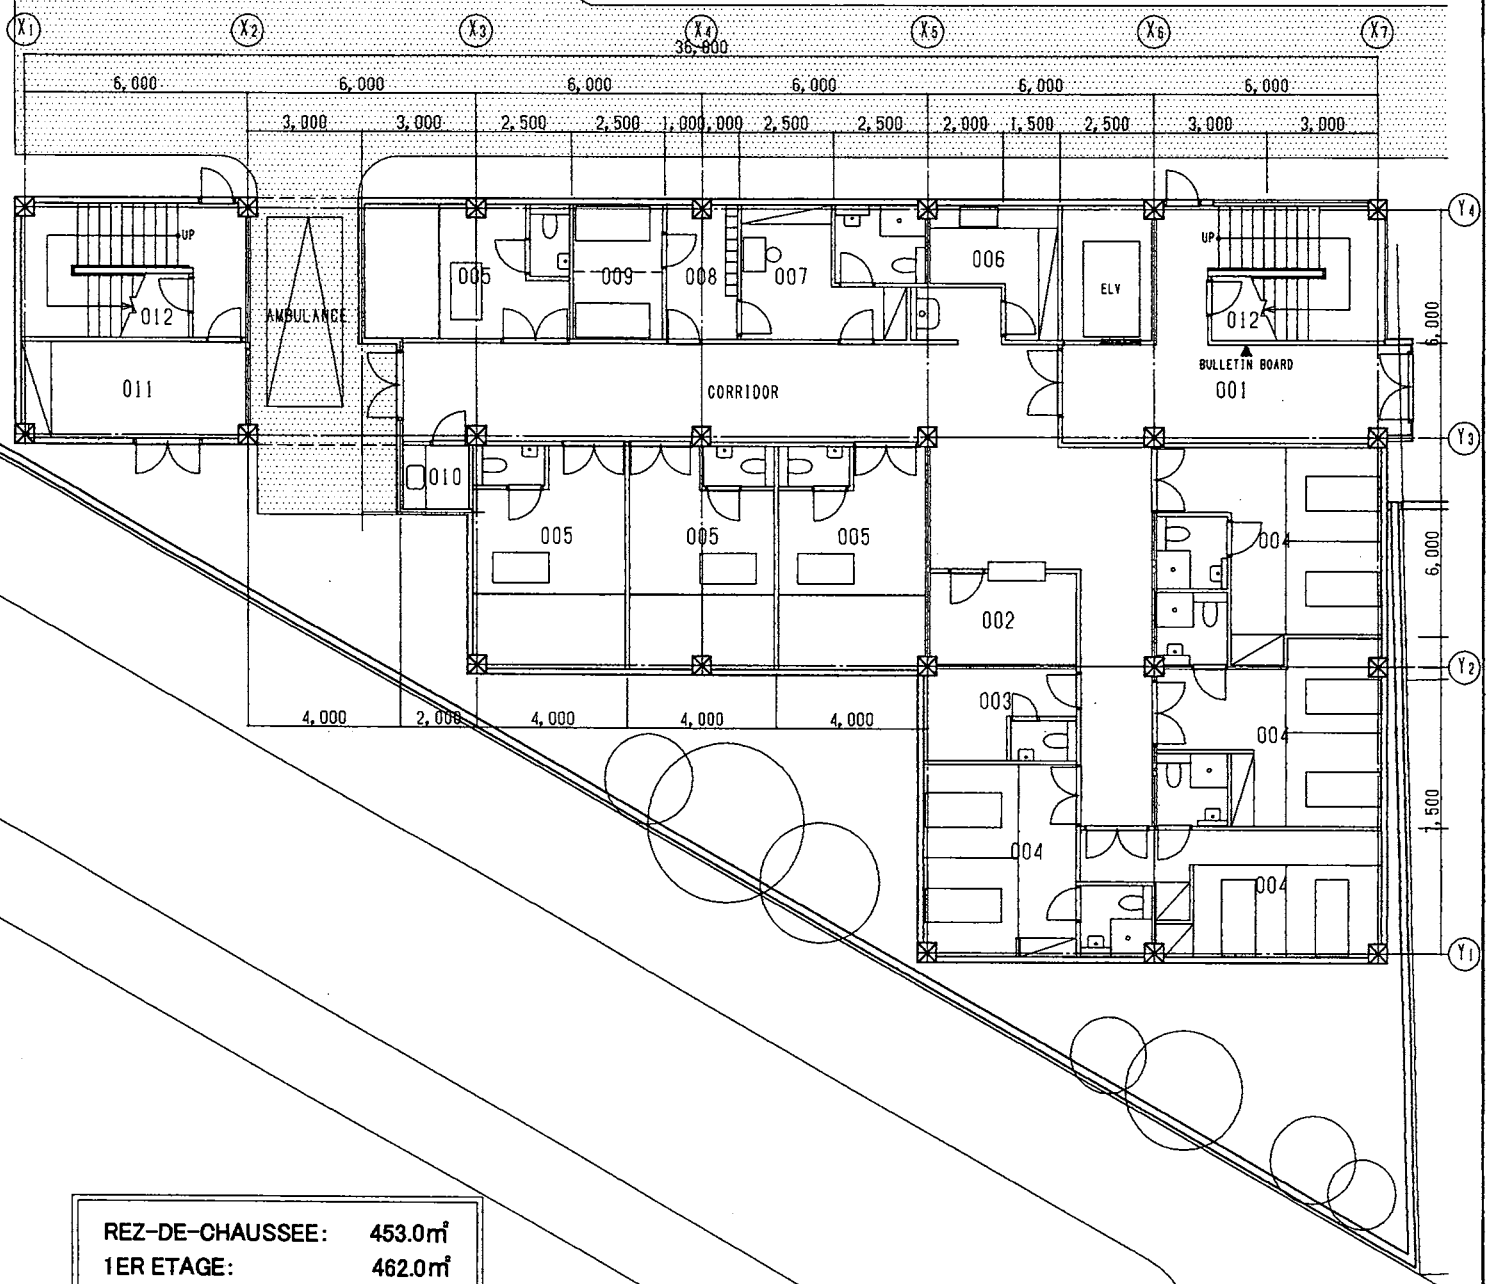 X1 X2 X3 X4 X5 X6 X7
36,000
6,000 6,000 6,000 6,000 6,000 6,000
3,000 3,000 2,500 2,500 1,000 1,000 2,500 2,500 2,000 1,500 2,500 3,000 3,000
Y4
UP
UP
005 009 008 007 006
ELV
012
AMBULANCE
012
6,000
BULLETIN BOARD
011
CORRIDOR
001
Y3
010
005 005 005
004
6,000
002
Y2
003
4,000 2,000 4,000 4,000 4,000
004
7,500
004
004
Y1
REZ-DE-CHAUSSEE: 453.0㎡
1ER ETAGE: 462.0㎡